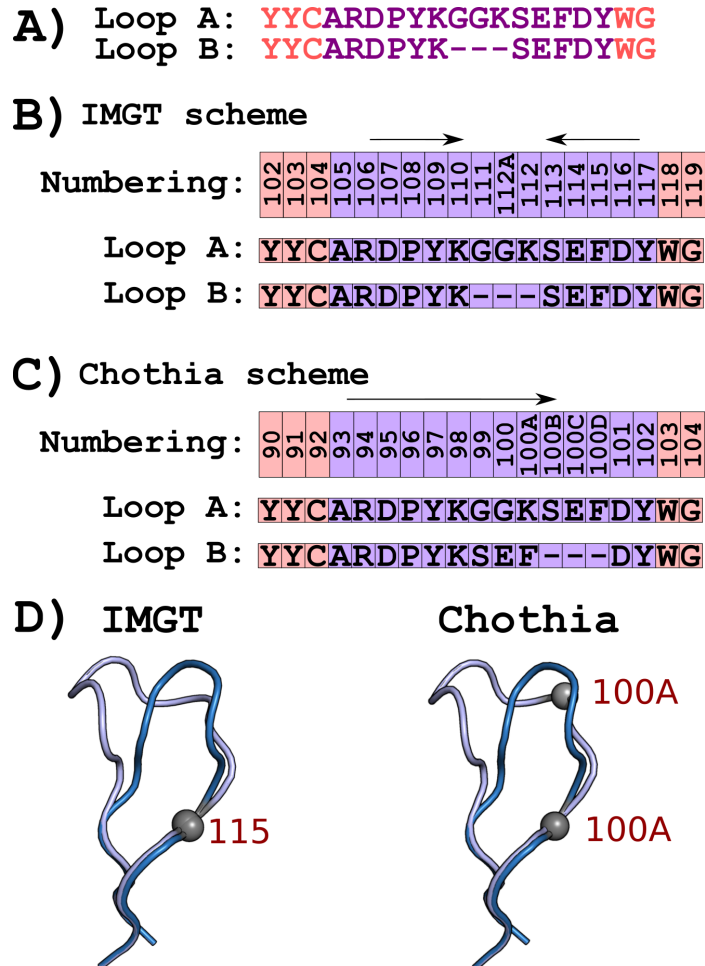 A) Loop A: YYCARDPYKGGKSEFDYWG
Loop B: YYCARDPYK---SEFDYWG
B) IMGT scheme
Numbering: 102 103 104 105 106 107 108 109 110 111 112A 112 113 114 115 116 117 118 119
Loop A: YYCARDPYKGGKSEFDYWG
Loop B: YYCARDPYK---SEFDYWG
C) Chothia scheme
Numbering: 90 91 92 93 94 95 96 97 98 99 100 100A 100B 100C 100D 101 102 103 104
Loop A: YYCARDPYKGGKSEFDYWG
Loop B: YYCARDPYKSEF---DYWG
D) IMGT Chothia
100A
115 100A